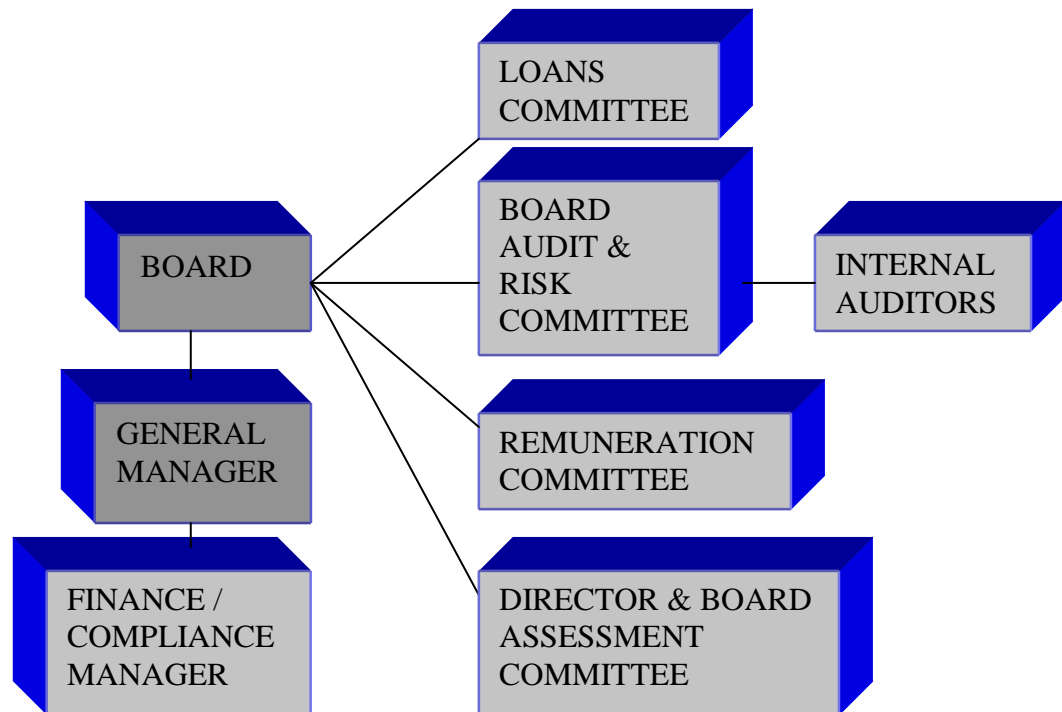 LOANS
COMMITTEE
BOARD
AUDIT &
RISK
COMMITTEE
INTERNAL
AUDITORS
BOARD
GENERAL
MANAGER
REMUNERATION
COMMITTEE
FINANCE /
COMPLIANCE
MANAGER
DIRECTOR & BOARD
ASSESSMENT
COMMITTEE